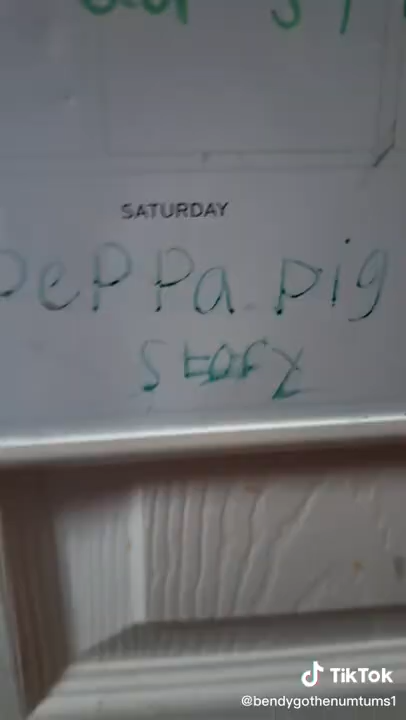 SATURDAY
PePPa pig
Story
TikTok
@bendygothenumtums1